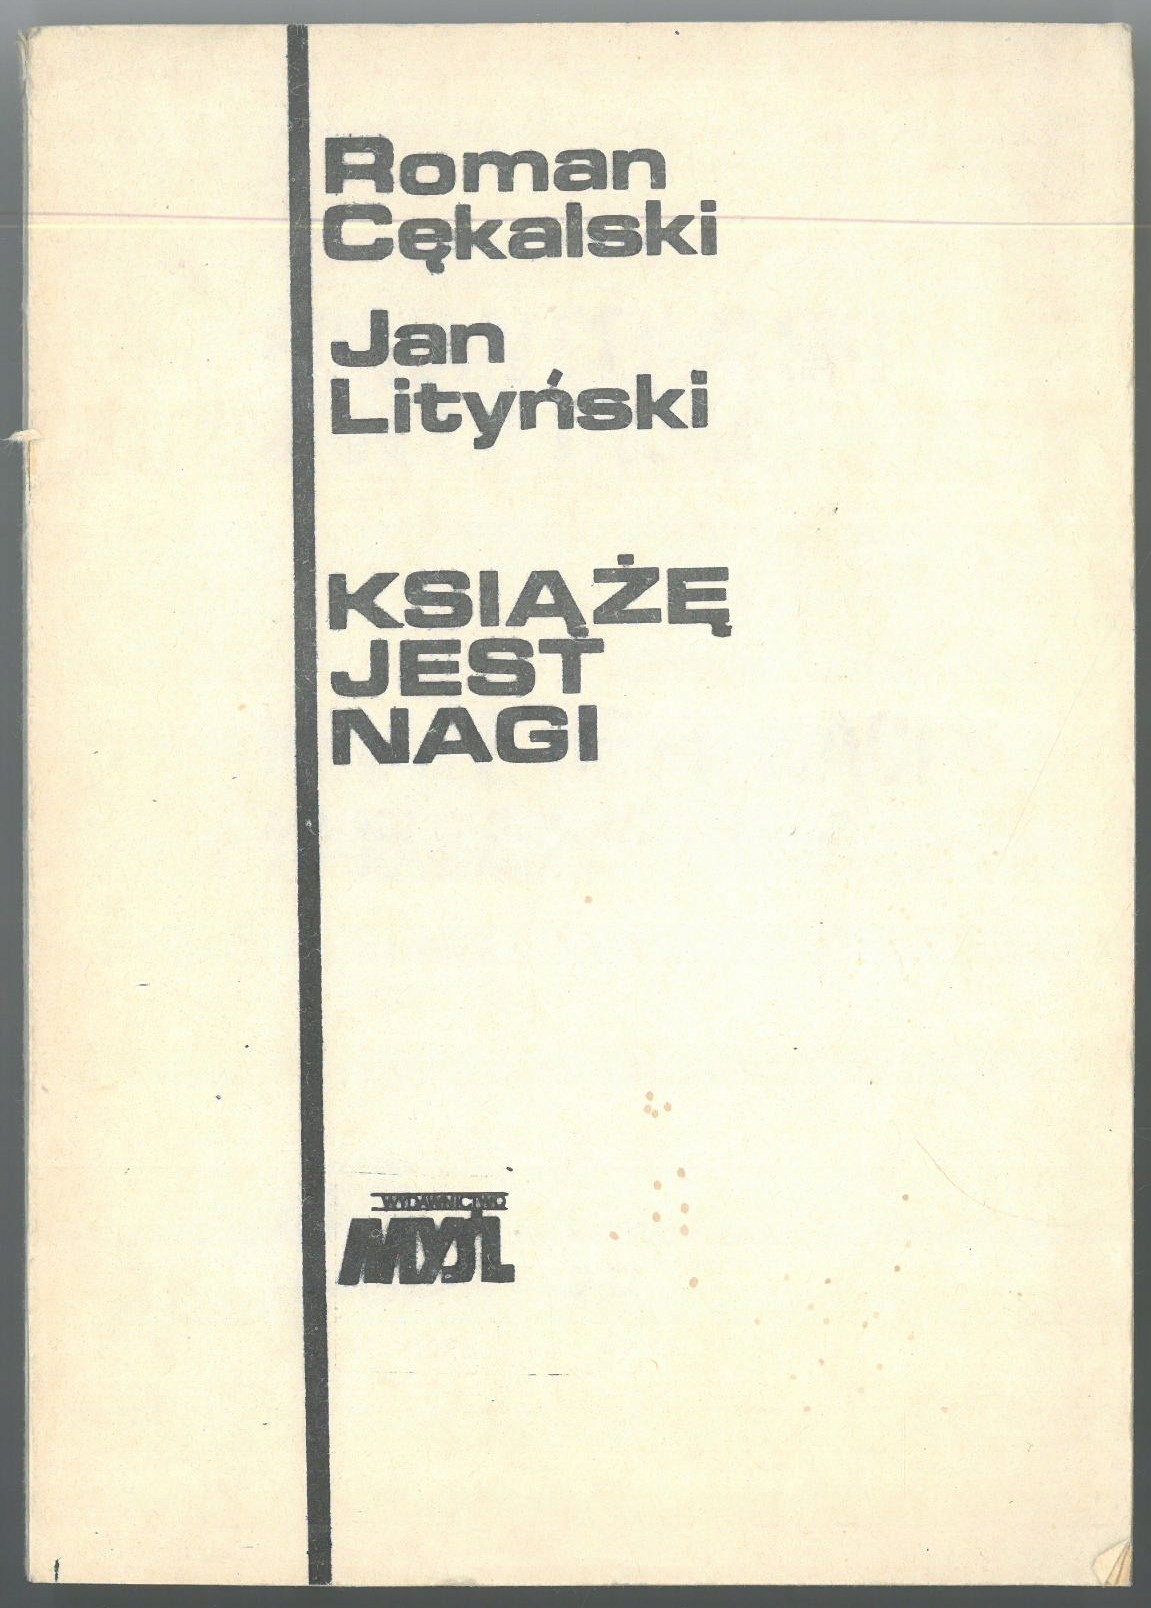 Roman
Cękalski
Jan
Lityński
KSIĄŻĘ
JEST
NAGI
WYDAWNICTWO
MYŚL